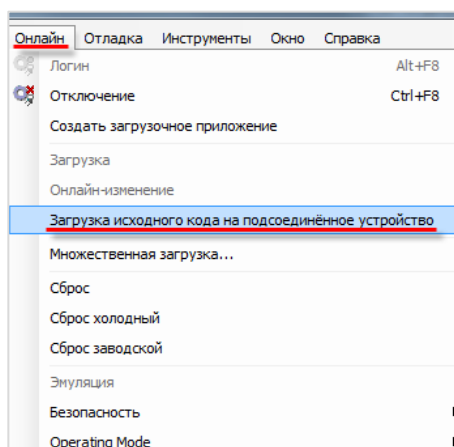 Онлайн Отладка Инструменты Окно Справка
Логин Alt+F8
Отключение Ctrl+F8
Создать загрузочное приложение
Загрузка
Онлайн-изменение
Загрузка исходного кода на подсоединённое устройство
Множественная загрузка...
Сброс
Сброс холодный
Сброс заводской
Эмуляция
Безопасность
Operating Mode